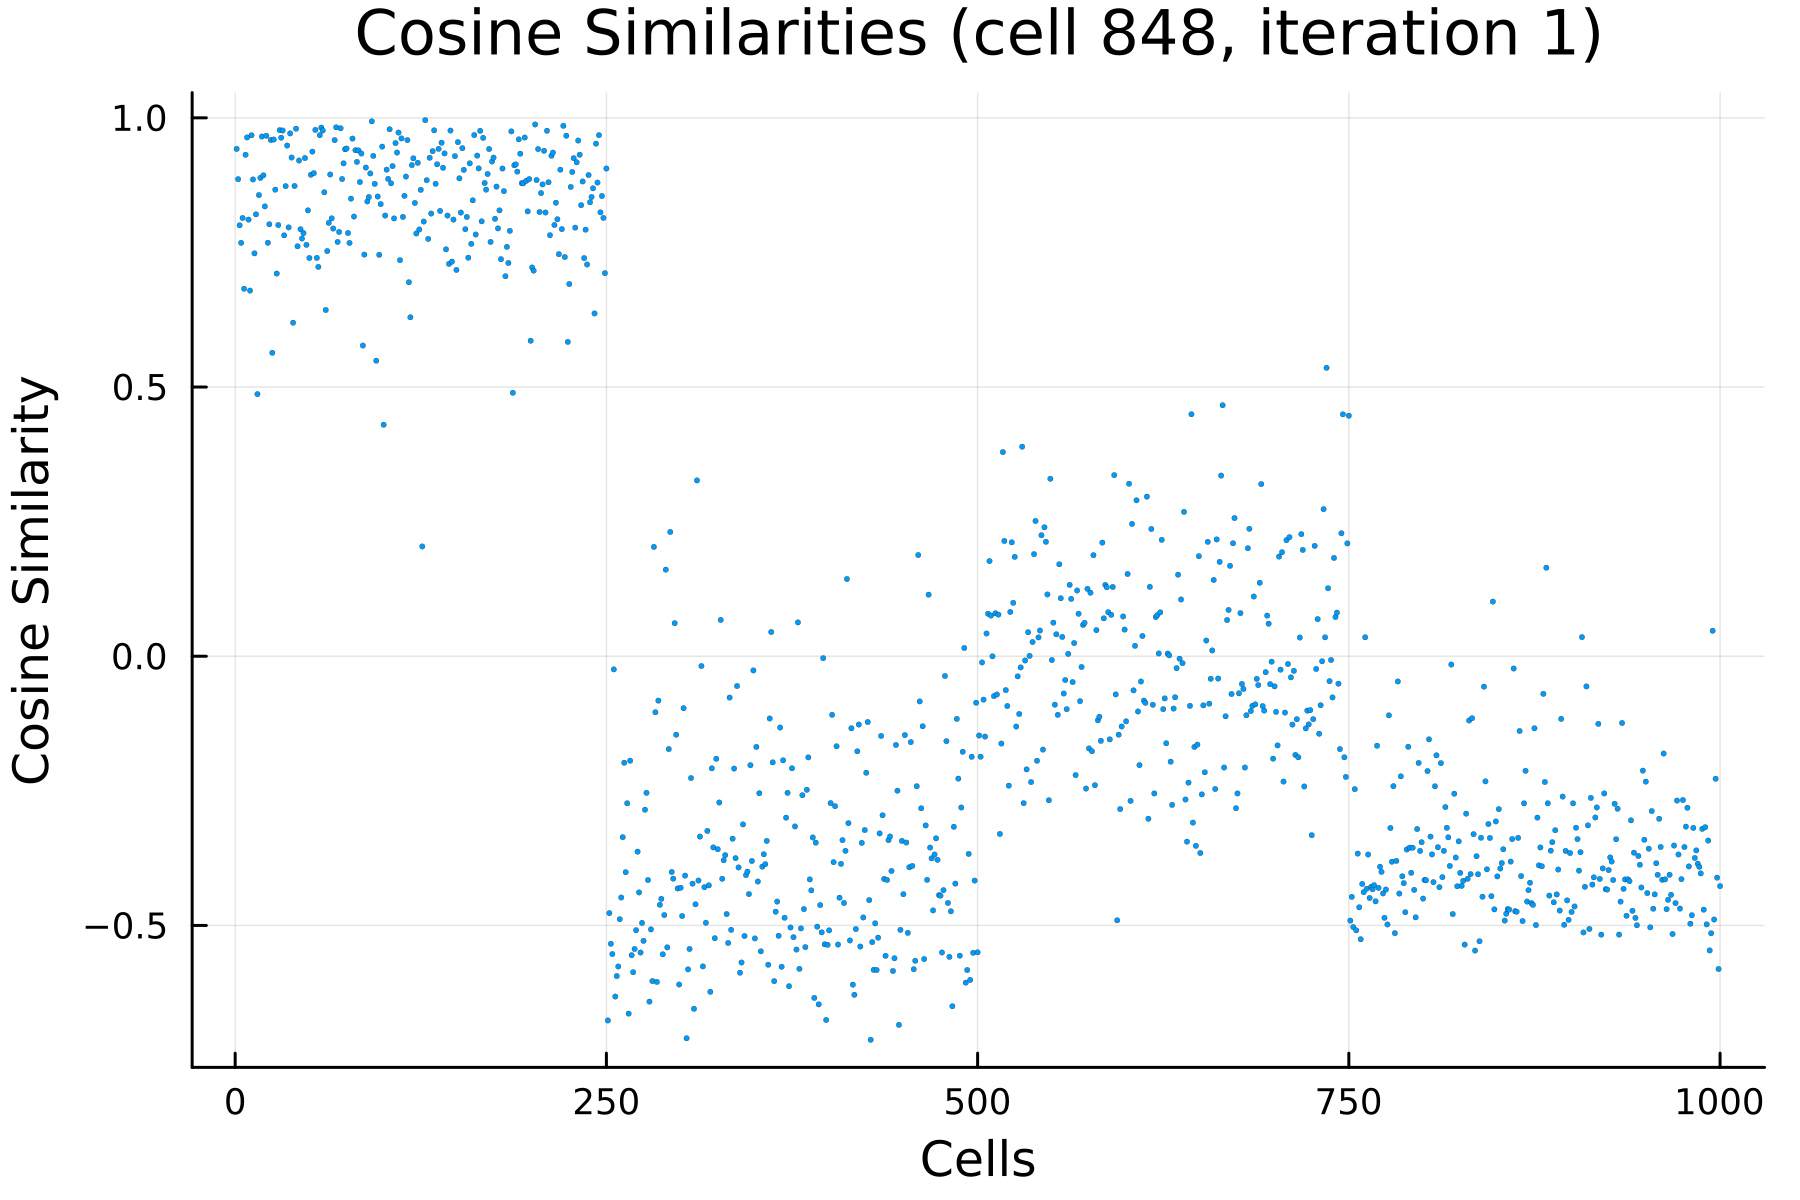 Cosine Similarities (cell 848, iteration 1)
Cosine Similarity
1.0
0.5
0.0
−0.5
0 250 500 750 1000
Cells